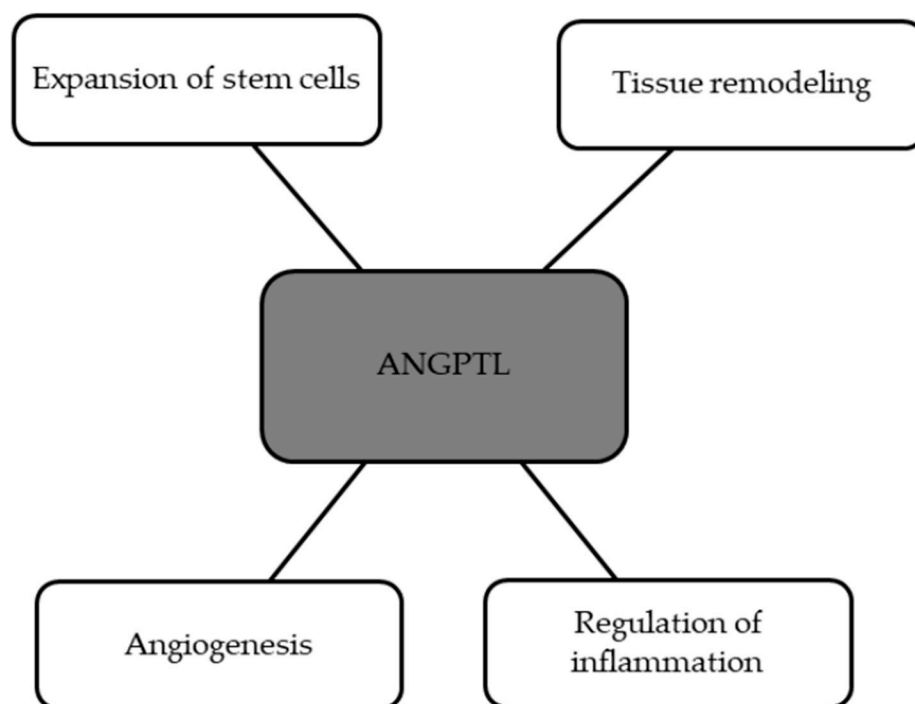 Expansion of stem cells
Tissue remodeling
ANGPTL
Angiogenesis
Regulation of
inflammation